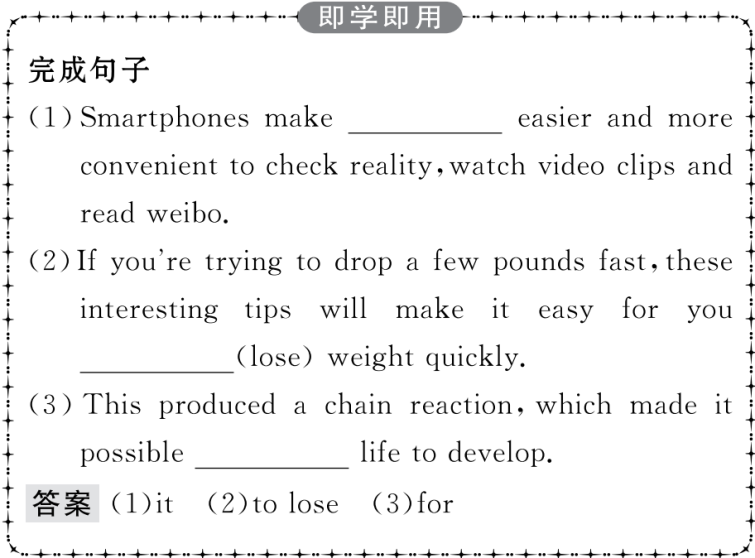 即学即用
完成句子
(1)Smartphones make __________ easier and more
convenient to check reality,watch video clips and
read weibo.
(2)If you're trying to drop a few pounds fast,these
interesting tips will make it easy for you
__________(lose) weight quickly.
(3)This produced a chain reaction,which made it
possible __________ life to develop.
答案 (1)it (2)to lose (3)for